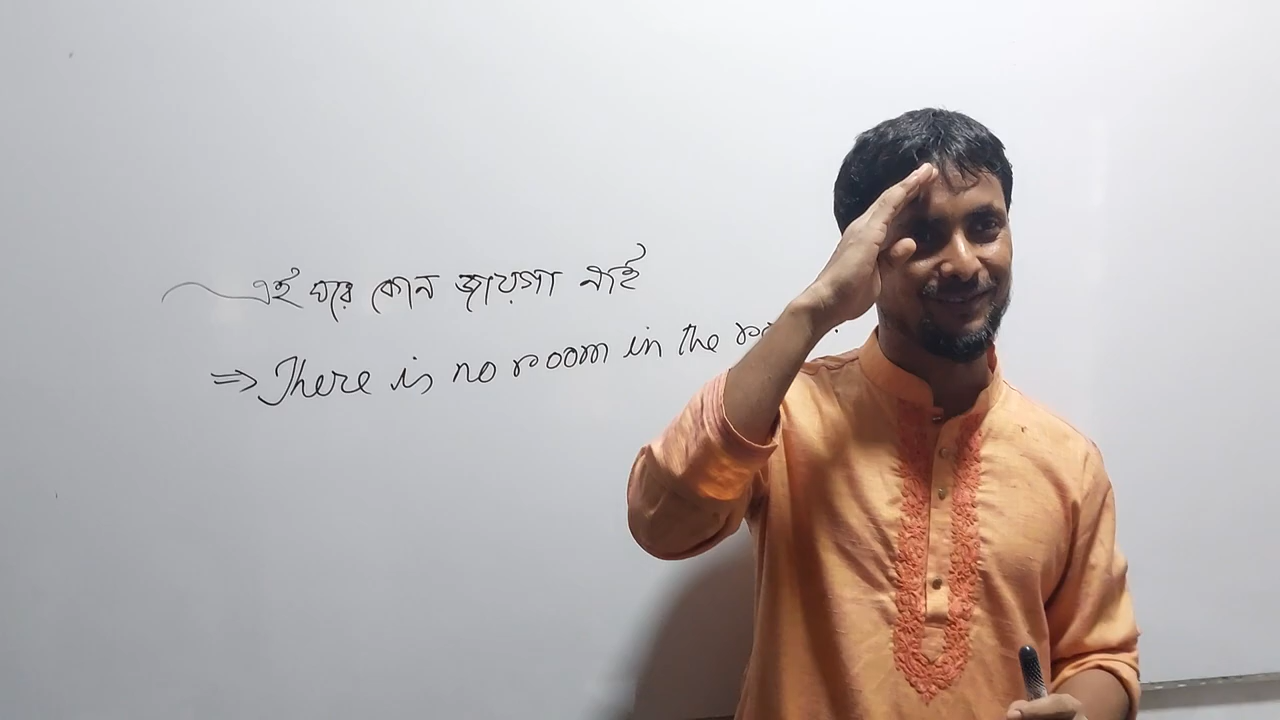 এই ঘরে কোন জায়গা নাই
⇒ There is no room in the